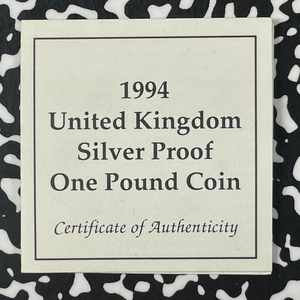 1994
United Kingdom
Silver Proof
One Pound Coin
Certificate of Authenticity